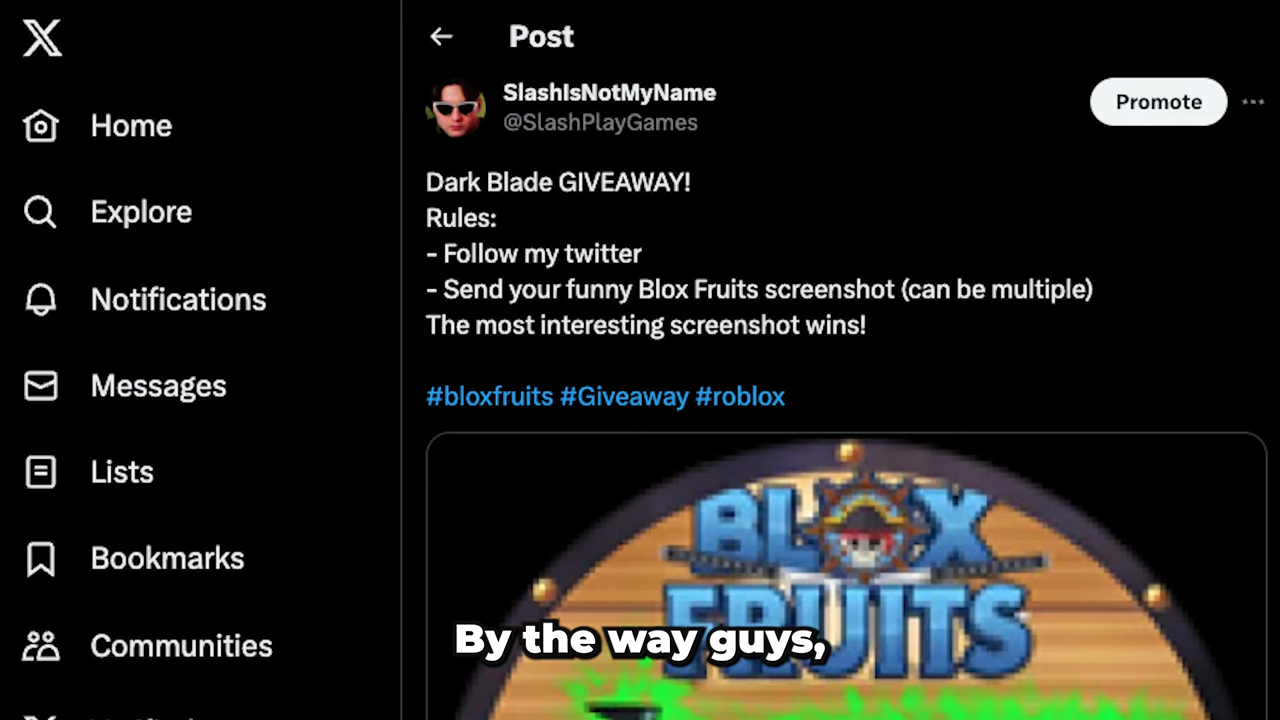 Post
SlashIsNotMyName
@SlashPlayGames
Promote
Home
Explore
Notifications
Messages
Lists
Bookmarks
Communities
Dark Blade GIVEAWAY!
Rules:
- Follow my twitter
- Send your funny Blox Fruits screenshot (can be multiple)
The most interesting screenshot wins!
#bloxfruits #Giveaway #roblox
BLOX
FRUITS
By the way guys,